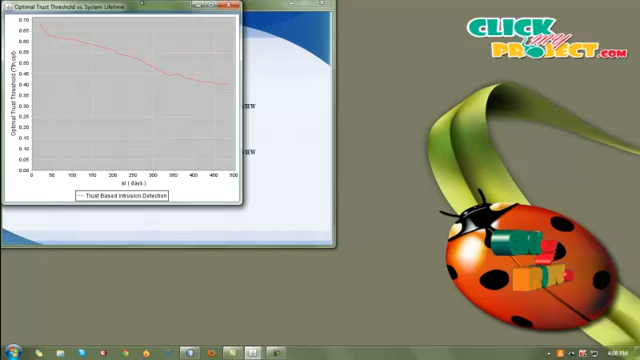 Optimal Trust Threshold vs. System Lifetime
CLICK
my
PROJECT.COM
Optimal Trust Threshold (Th,opt)
0.70
0.65
0.60
0.55
0.50
0.45
0.40
0.35
0.30
0.25
0.20
0.15
0.10
0.05
0.00
0 50 100 150 200 250 300 350 400 450 500
sl ( days )
Trust Based Intrusion Detection
4:08 PM